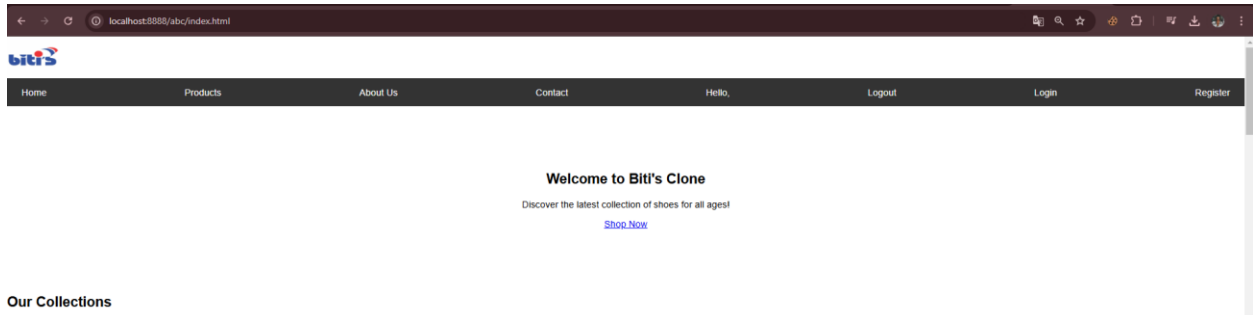 localhost:8888/abc/index.html
biti's
Home Products About Us Contact Hello, Logout Login Register
Welcome to Biti's Clone
Discover the latest collection of shoes for all ages!
Shop Now
Our Collections